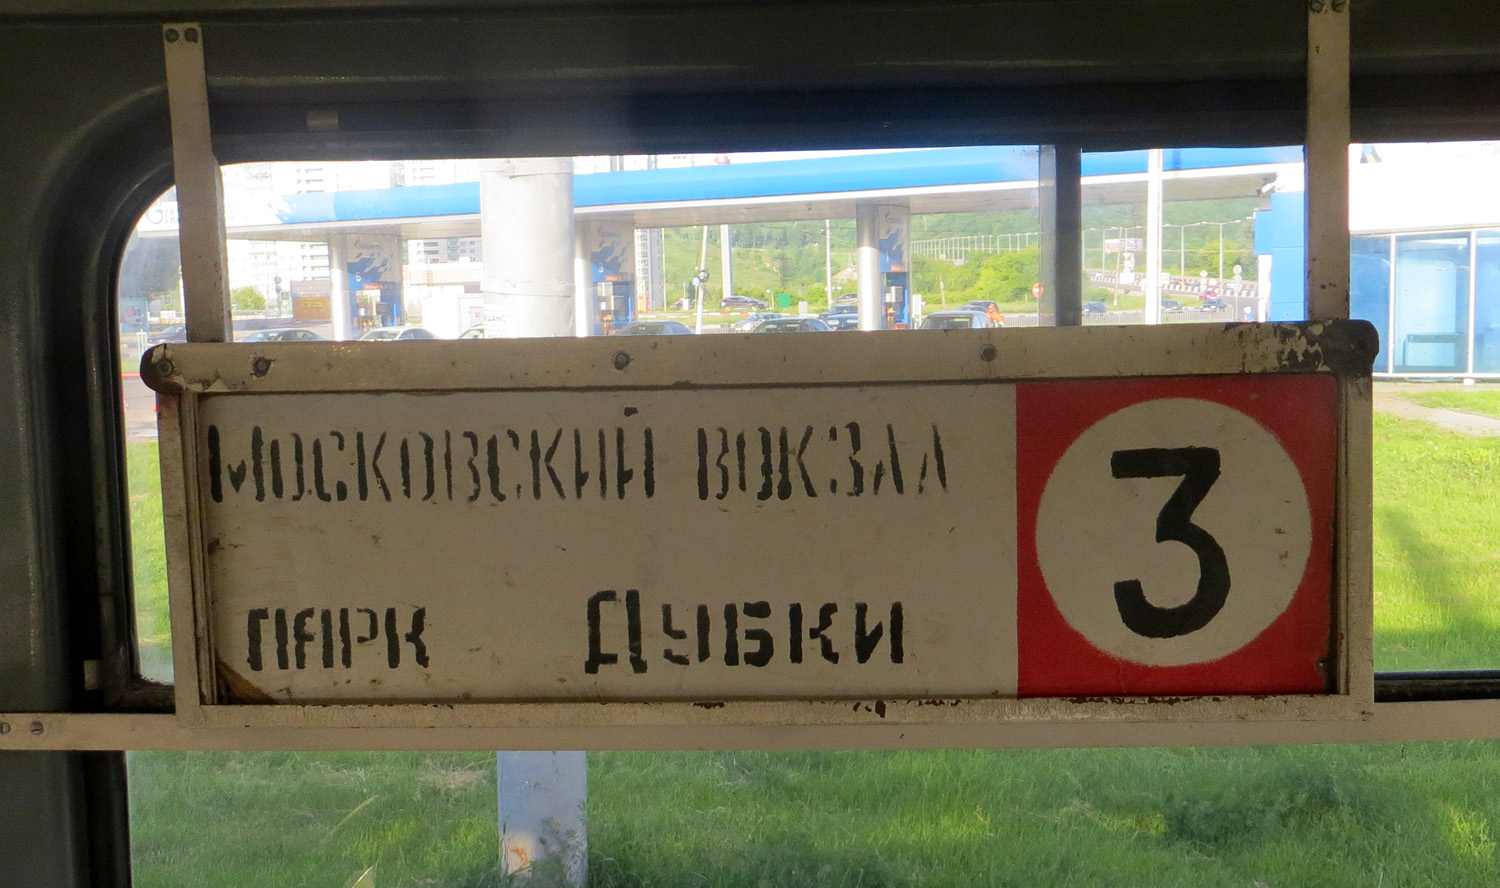 Московский вокзал
3
парк Дубки